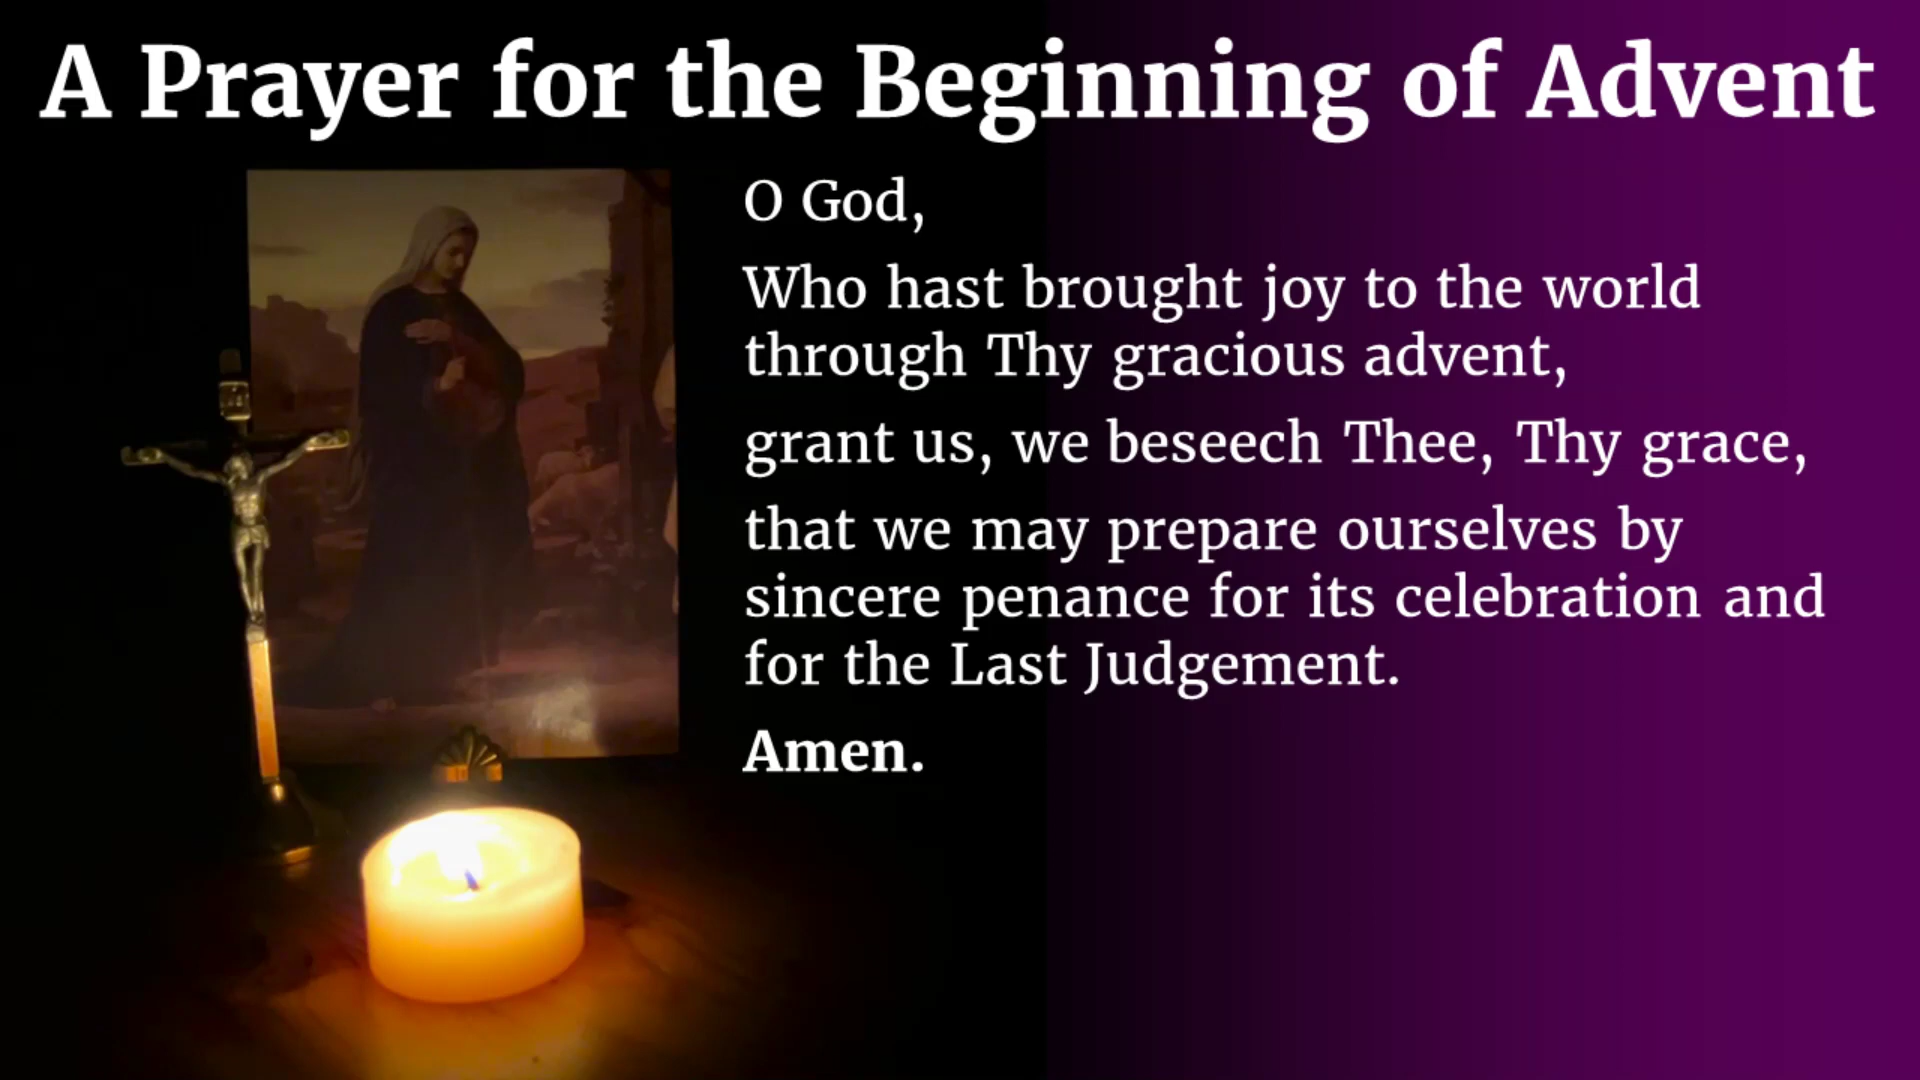 A Prayer for the Beginning of Advent
O God,
Who hast brought joy to the world
through Thy gracious advent,
grant us, we beseech Thee, Thy grace,
that we may prepare ourselves by
sincere penance for its celebration and
for the Last Judgement.
Amen.